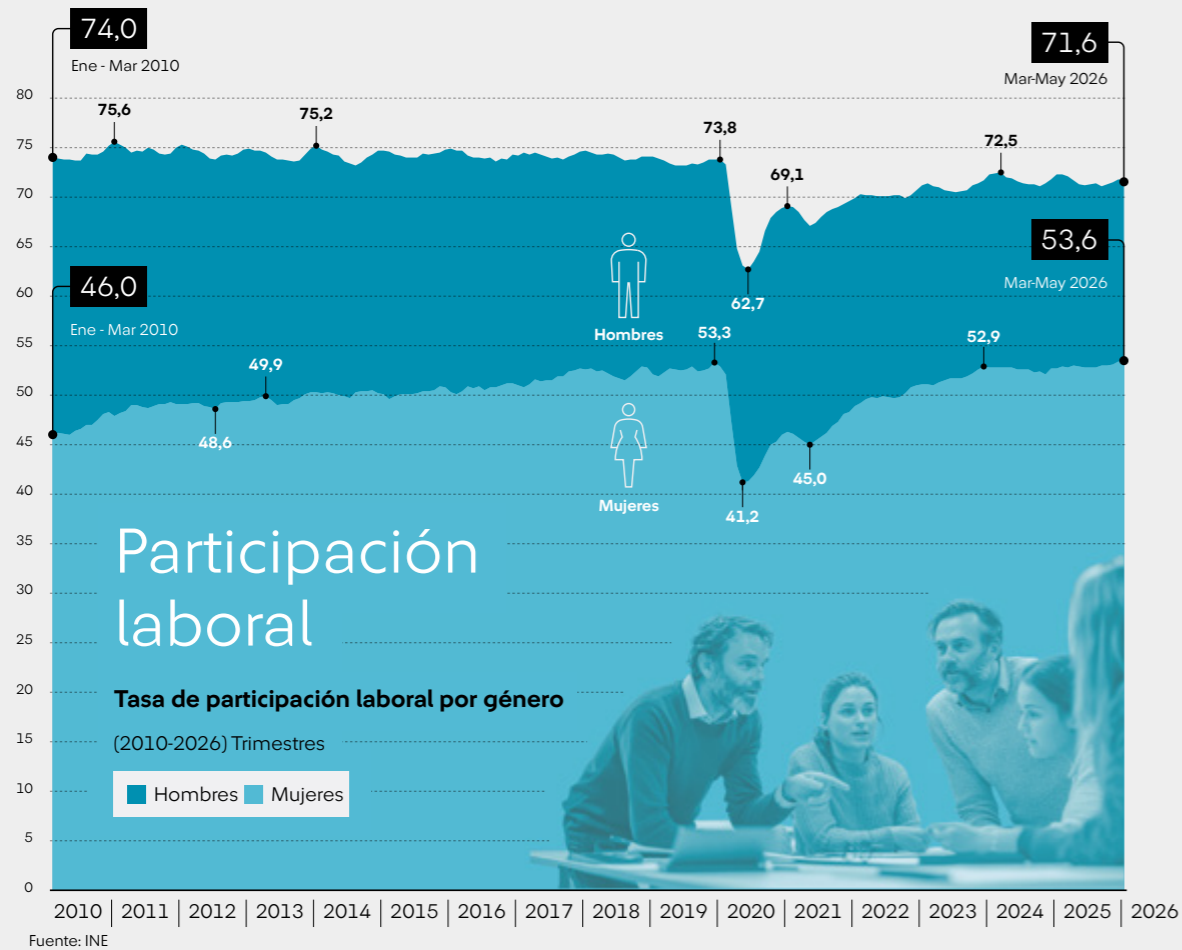 74,0
Ene - Mar 2010
71,6
Mar-May 2026
80
75,6
75,2
73,8
72,5
75
69,1
70
65
53,6
Mar-May 2026
60
46,0
Ene - Mar 2010
62,7
Hombres
55
53,3
52,9
49,9
50
48,6
45
45,0
Mujeres
41,2
40
35
Participación
laboral
30
25
20
Tasa de participación laboral por género
15
(2010-2026) Trimestres
10
Hombres Mujeres
5
0
2010 2011 2012 2013 2014 2015 2016 2017 2018 2019 2020 2021 2022 2023 2024 2025 2026
Fuente: INE